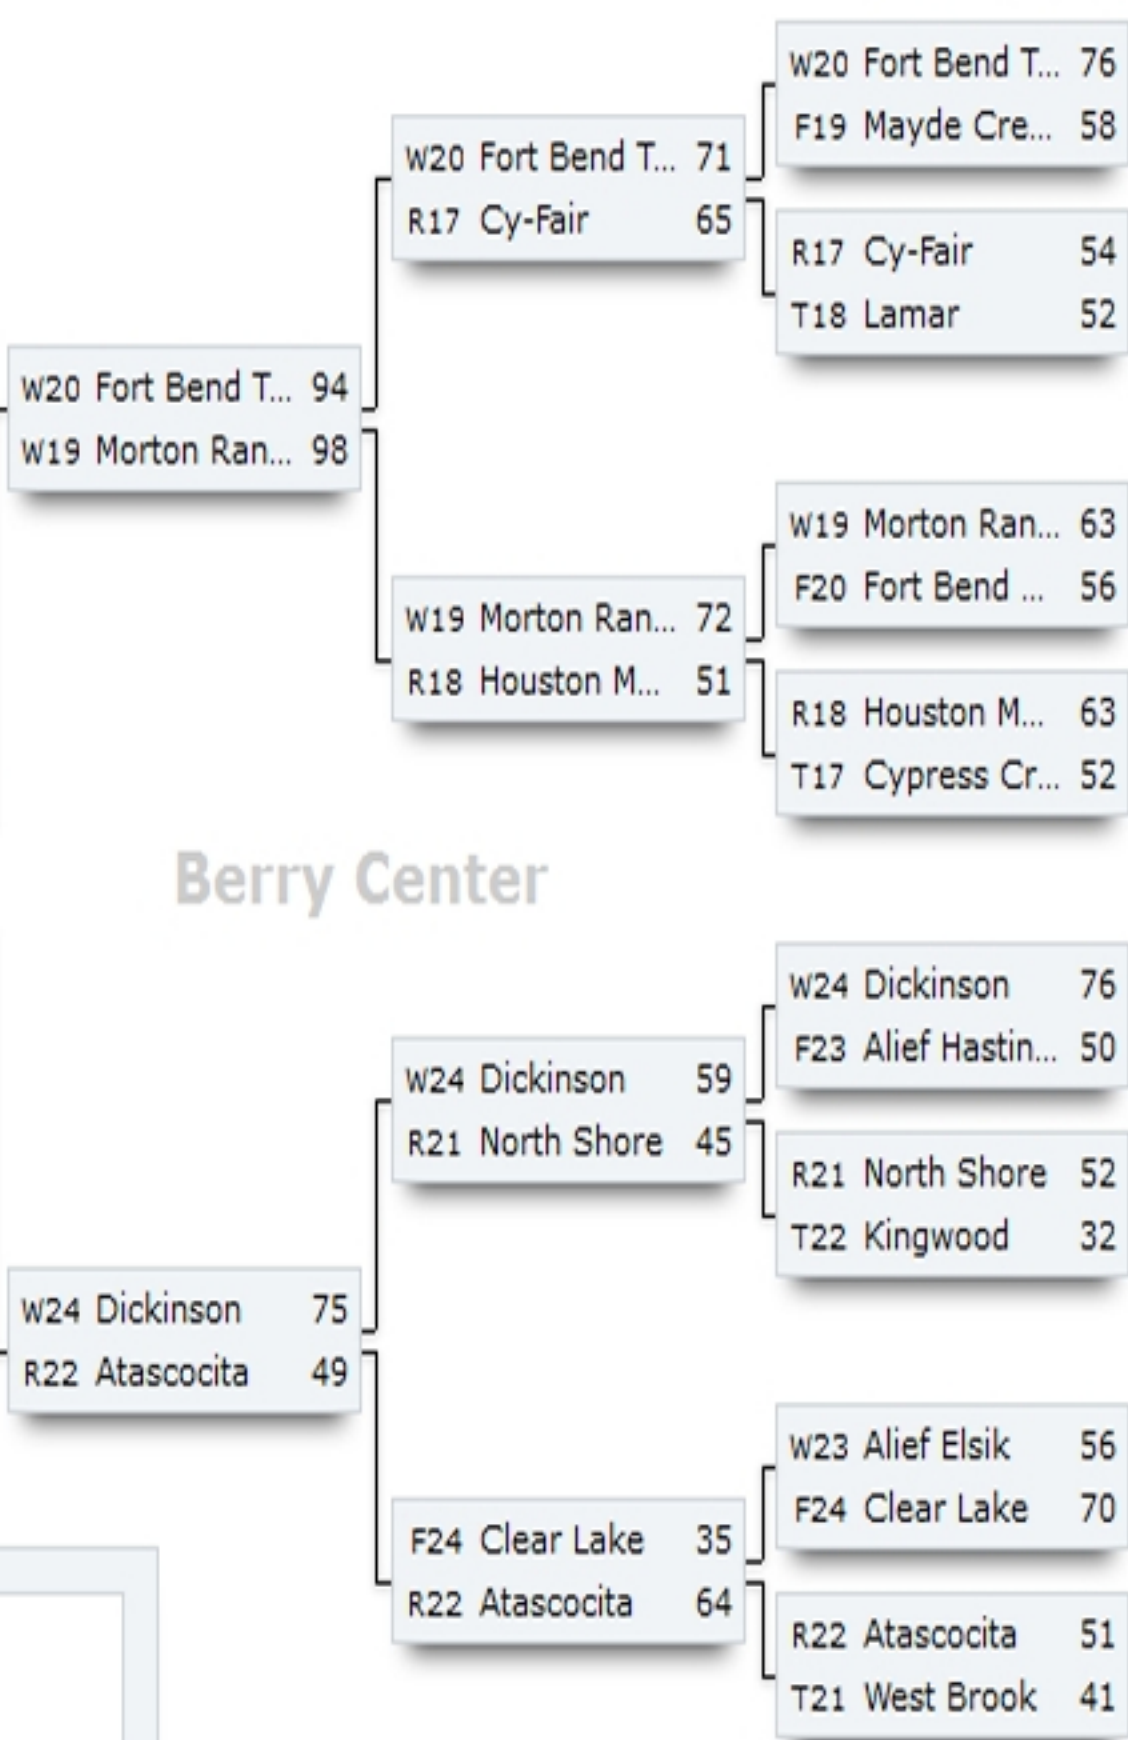 W20 Fort Bend T... 76
F19 Mayde Cre... 58
W20 Fort Bend T... 71
R17 Cy-Fair 65
R17 Cy-Fair 54
T18 Lamar 52
W20 Fort Bend T... 94
W19 Morton Ran... 98
W19 Morton Ran... 63
F20 Fort Bend ... 56
W19 Morton Ran... 72
R18 Houston M... 51
R18 Houston M... 63
T17 Cypress Cr... 52
Berry Center
W24 Dickinson 76
F23 Alief Hastin... 50
W24 Dickinson 59
R21 North Shore 45
R21 North Shore 52
T22 Kingwood 32
W24 Dickinson 75
R22 Atascocita 49
W23 Alief Elsik 56
F24 Clear Lake 70
F24 Clear Lake 35
R22 Atascocita 64
R22 Atascocita 51
T21 West Brook 41